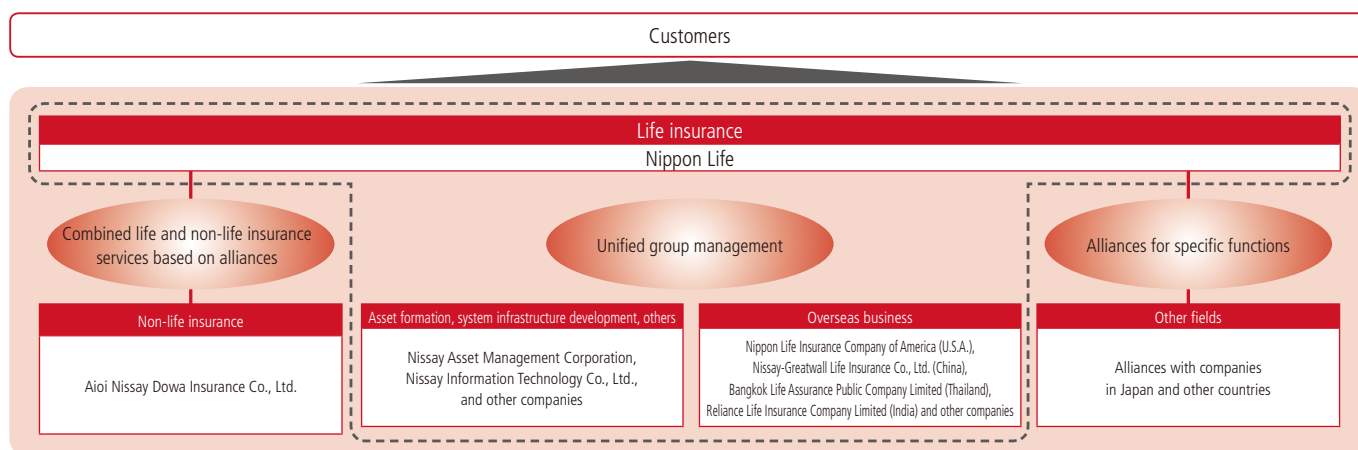 Customers
Life insurance
Nippon Life
Combined life and non-life insurance
services based on alliances
Unified group management
Alliances for specific functions
Non-life insurance
Aioi Nissay Dowa Insurance Co., Ltd.
Asset formation, system infrastructure development, others
Nissay Asset Management Corporation,
Nissay Information Technology Co., Ltd.,
and other companies
Overseas business
Nippon Life Insurance Company of America (U.S.A.),
Nissay-Greatwall Life Insurance Co., Ltd. (China),
Bangkok Life Assurance Public Company Limited (Thailand),
Reliance Life Insurance Company Limited (India) and other companies
Other fields
Alliances with companies
in Japan and other countries